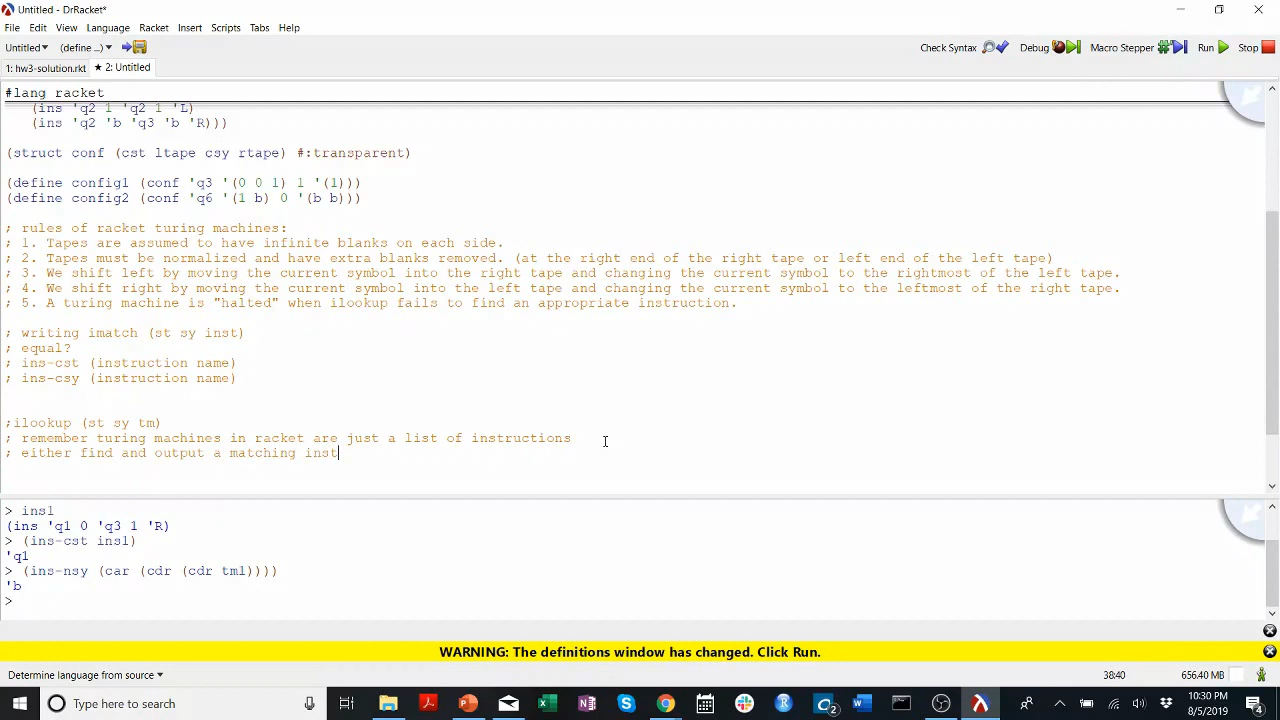 Untitled - DrRacket*
File Edit View Language Racket Insert Scripts Tabs Help
Untitled▾ (define ...)▾ Check Syntax Debug Macro Stepper Run Stop
1: hw3-solution.rkt ★ 2: Untitled
#lang racket
(ins 'q2 1 'q2 1 'L)
(ins 'q2 'b 'q3 'b 'R)))
(struct conf (cst ltape csy rtape) #:transparent)
(define config1 (conf 'q3 '(0 0 1) 1 '(1)))
(define config2 (conf 'q6 '(1 b) 0 '(b b)))
; rules of racket turing machines:
; 1. Tapes are assumed to have infinite blanks on each side.
; 2. Tapes must be normalized and have extra blanks removed. (at the right end of the right tape or left end of the left tape)
; 3. We shift left by moving the current symbol into the right tape and changing the current symbol to the rightmost of the left tape.
; 4. We shift right by moving the current symbol into the left tape and changing the current symbol to the leftmost of the right tape.
; 5. A turing machine is "halted" when ilookup fails to find an appropriate instruction.
; writing imatch (st sy inst)
; equal?
; ins-cst (instruction name)
; ins-csy (instruction name)
;ilookup (st sy tm)
; remember turing machines in racket are just a list of instructions
; either find and output a matching inst
> ins1
(ins 'q1 0 'q3 1 'R)
> (ins-cst ins1)
'q1
> (ins-nsy (car (cdr (cdr tm1))))
'b
>
WARNING: The definitions window has changed. Click Run.
Determine language from source▾ 38:40 656.40 MB
Type here to search
10:30 PM
8/5/2019